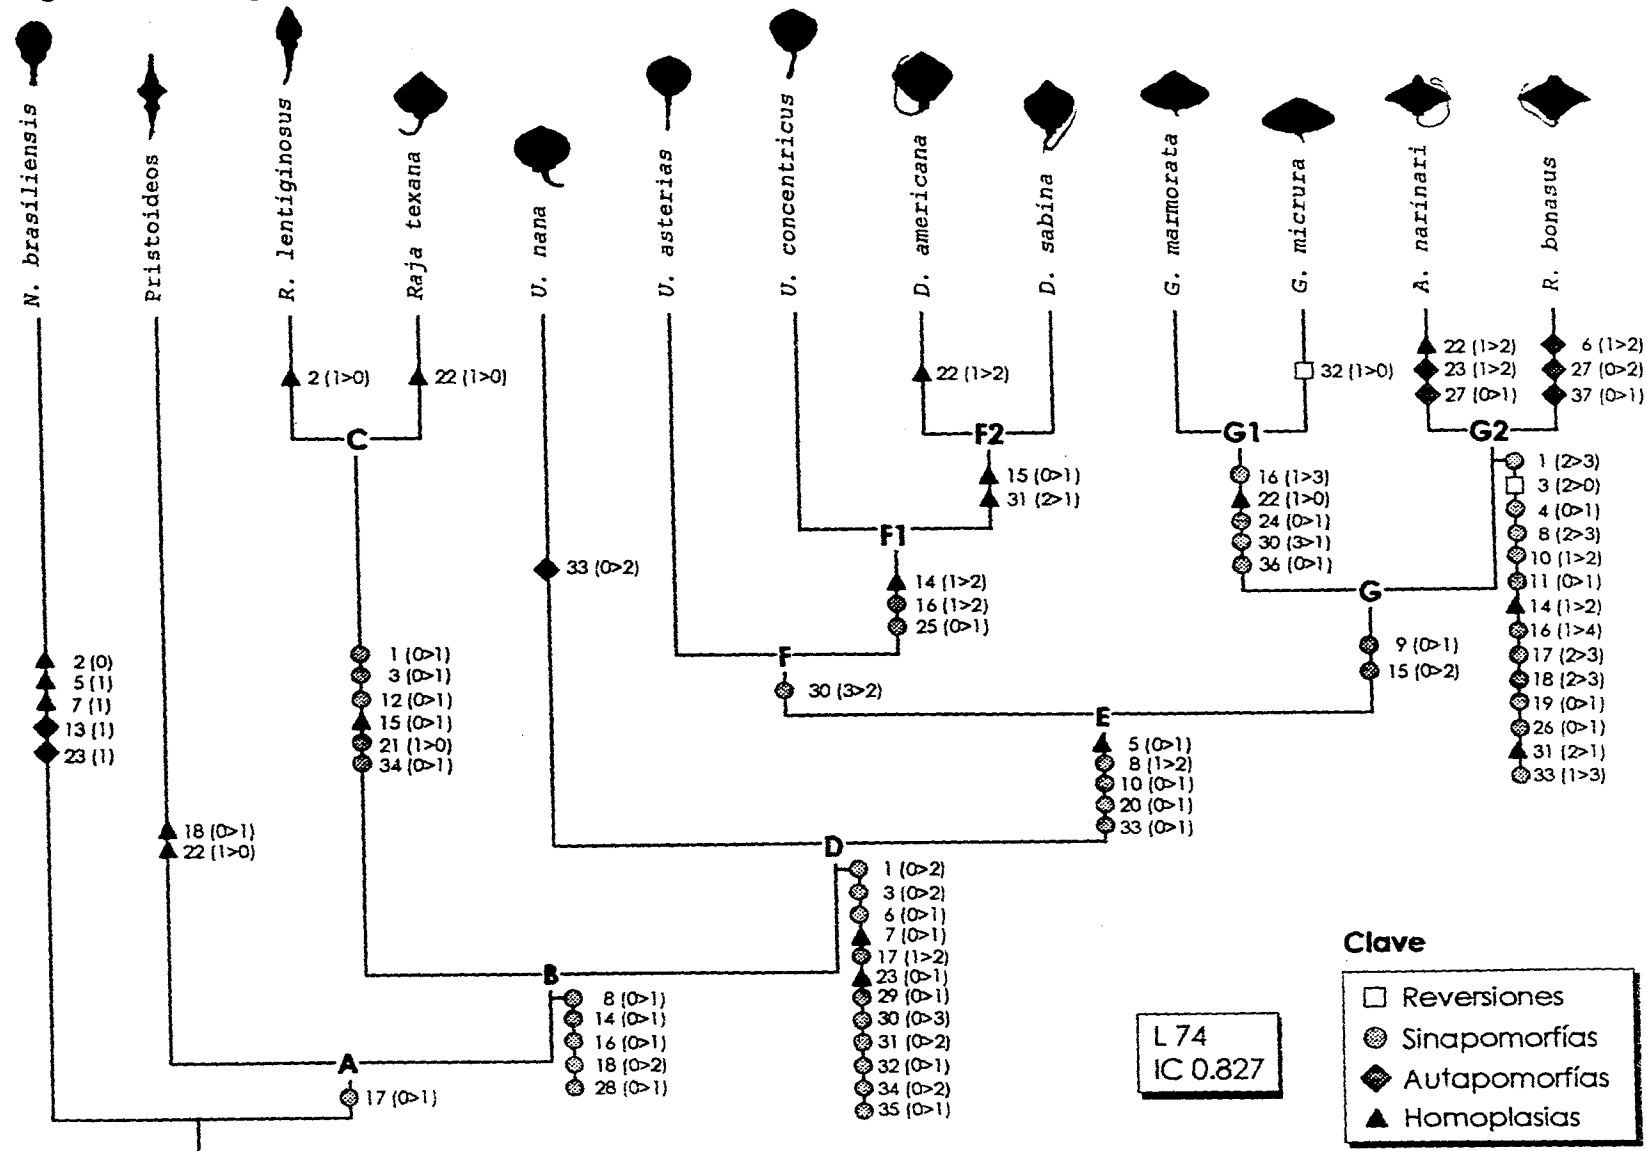 N. brasiliensis
Pristoideos
R. lentiginosus
Raja texana
U. nana
U. asterias
U. concentricus
D. americana
D. sabina
G. marmorata
G. micrura
A. narinari
R. bonasus
2 (1>0)
22 (1>0)
C
22 (1>2)
F2
32 (1>0)
G1
22 (1>2)
23 (1>2)
27 (0>1)
6 (1>2)
27 (0>2)
37 (0>1)
G2
15 (0>1)
31 (2>1)
F1
16 (1>3)
22 (1>0)
24 (0>1)
30 (3>1)
36 (0>1)
G
1 (2>3)
3 (2>0)
4 (0>1)
8 (2>3)
10 (1>2)
11 (0>1)
14 (1>2)
16 (1>4)
17 (2>3)
18 (2>3)
19 (0>1)
26 (0>1)
31 (2>1)
33 (1>3)
33 (0>2)
14 (1>2)
16 (1>2)
25 (0>1)
F
30 (3>2)
9 (0>1)
15 (0>2)
E
2 (0)
5 (1)
7 (1)
13 (1)
23 (1)
1 (0>1)
3 (0>1)
12 (0>1)
15 (0>1)
21 (1>0)
34 (0>1)
5 (0>1)
8 (1>2)
10 (0>1)
20 (0>1)
33 (0>1)
18 (0>1)
22 (1>0)
D
1 (0>2)
3 (0>2)
6 (0>1)
7 (0>1)
17 (1>2)
23 (0>1)
29 (0>1)
30 (0>3)
31 (0>2)
32 (0>1)
34 (0>2)
35 (0>1)
B
8 (0>1)
14 (0>1)
16 (0>1)
18 (0>2)
28 (0>1)
A
17 (0>1)
L 74
IC 0.827
Clave
Reversiones
Sinapomorfías
Autapomorfías
Homoplasias